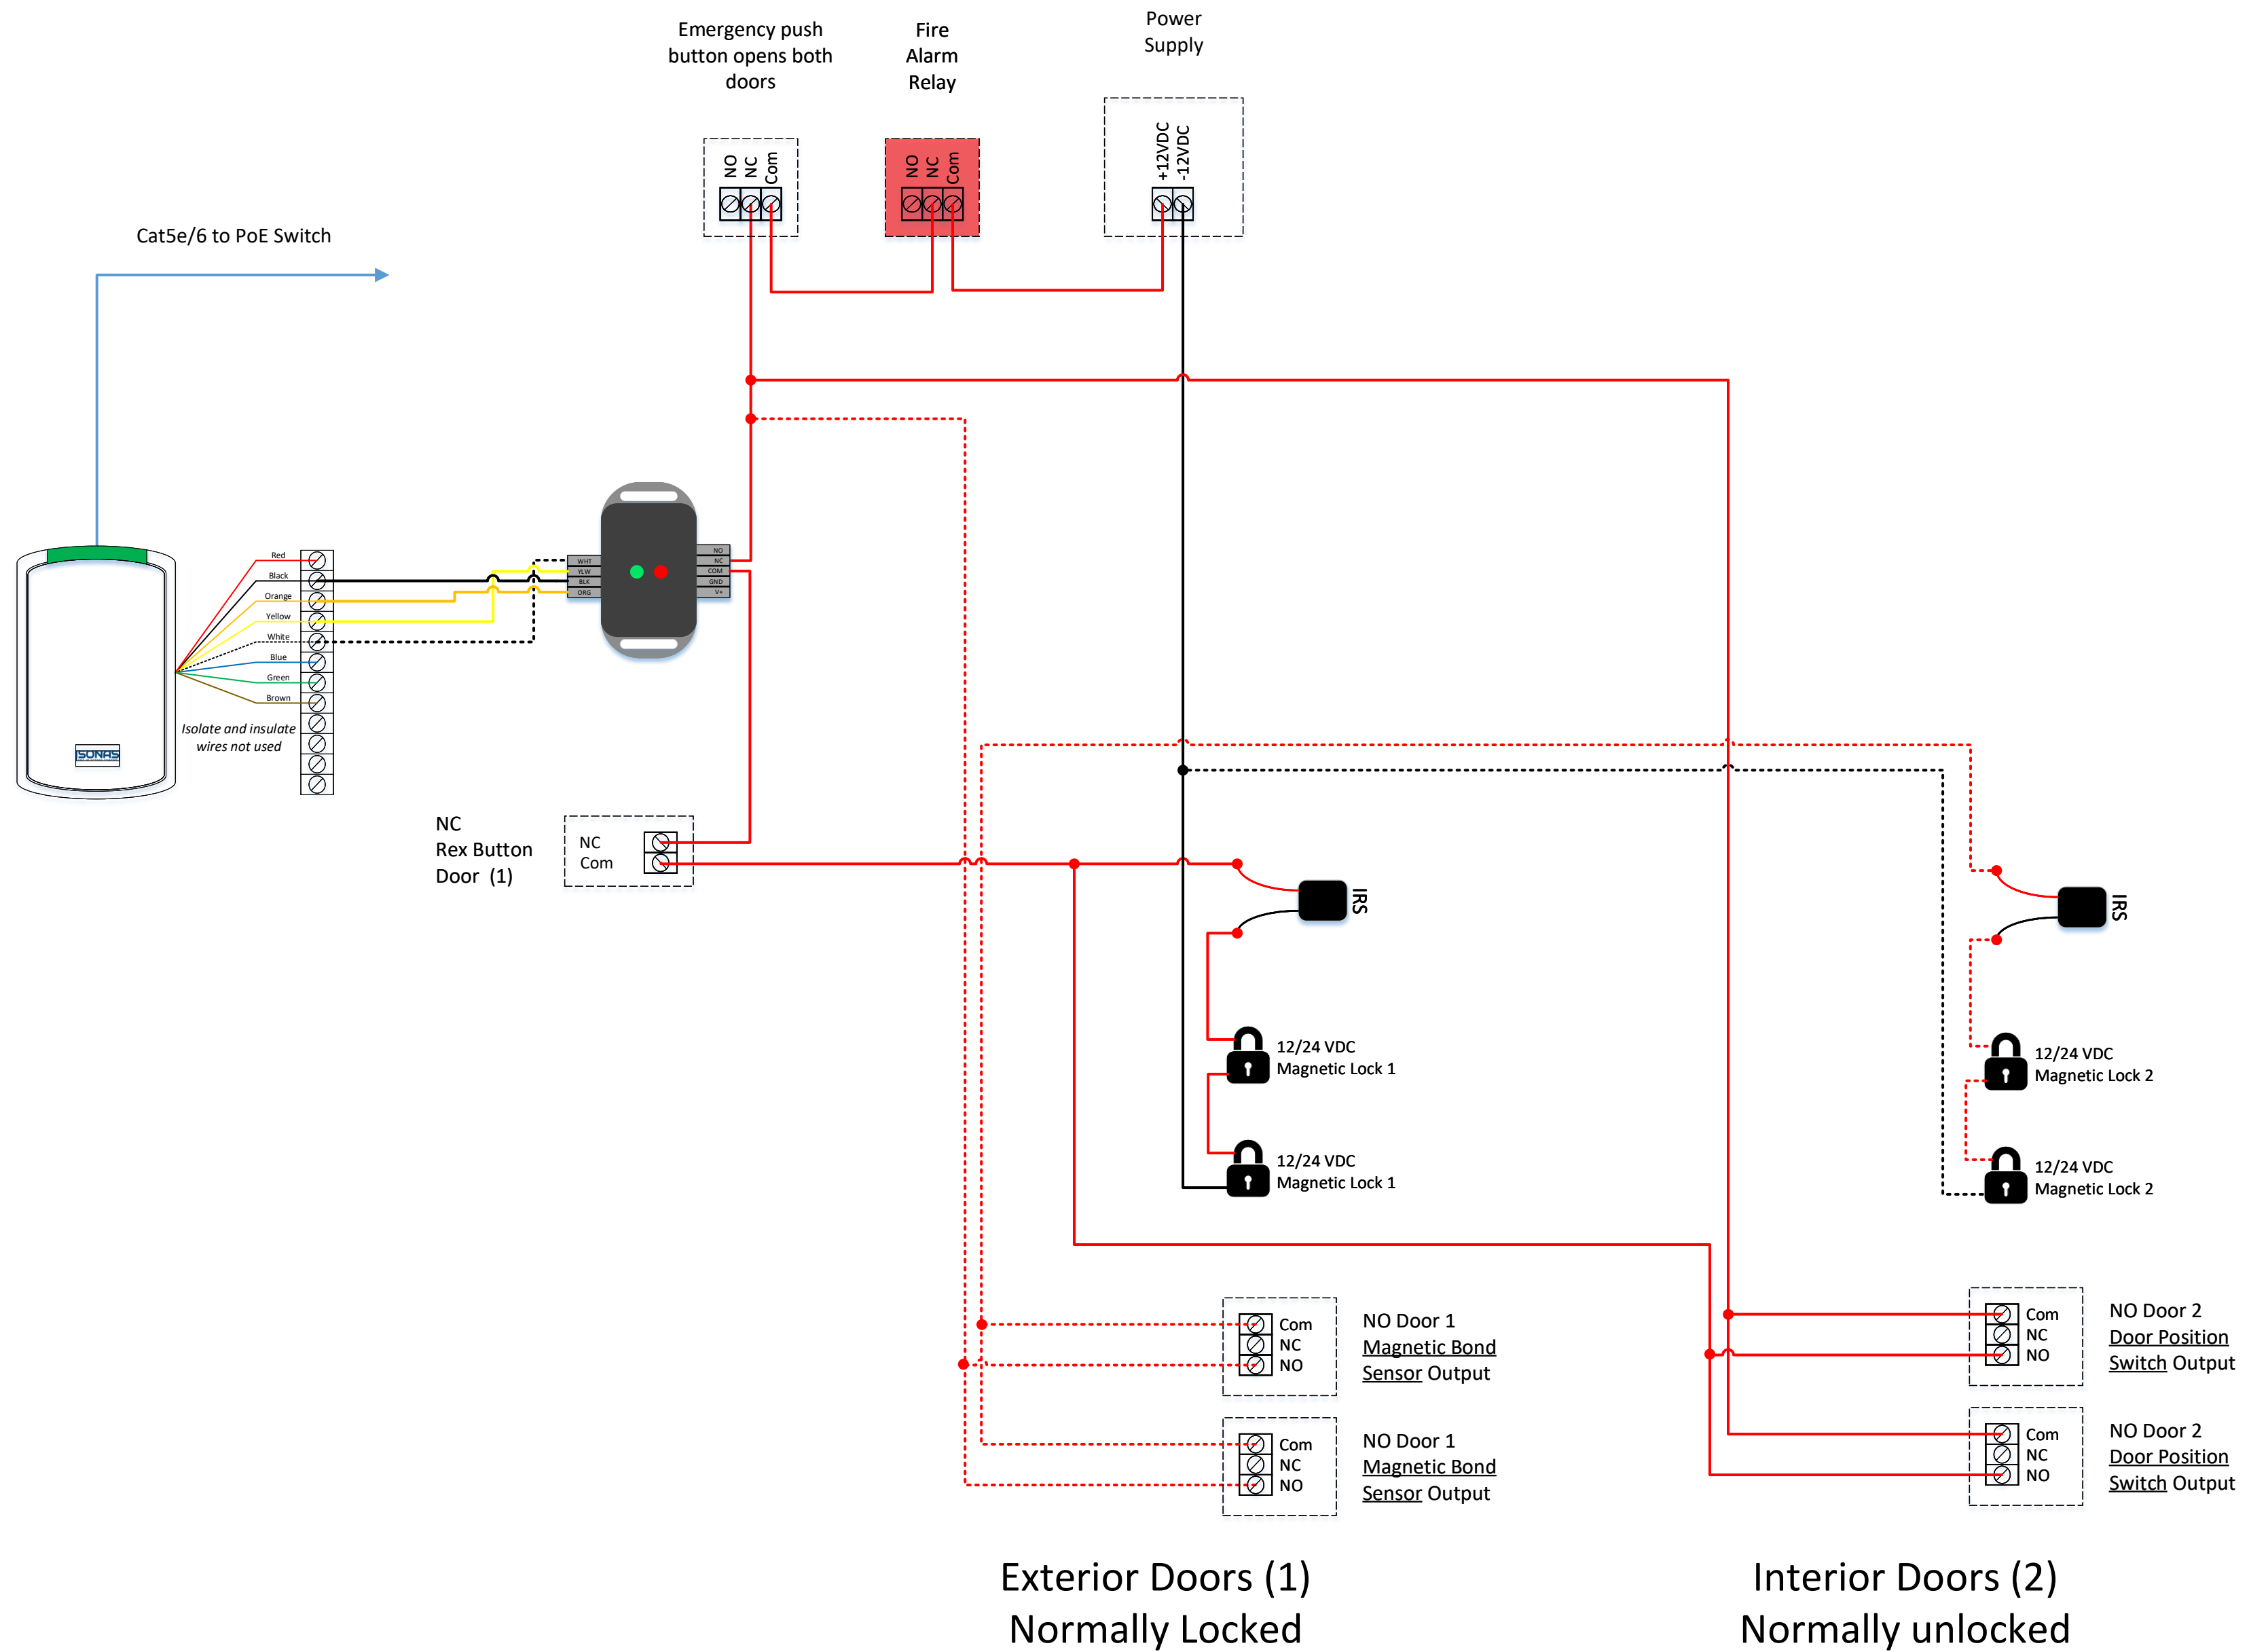 Emergency push
button opens both
doors
Fire
Alarm
Relay
Power
Supply
NO
NC
Com
NO
NC
Com
+12VDC
-12VDC
Cat5e/6 to PoE Switch
Red
Black
Orange
Yellow
White
Blue
Green
Brown
Isolate and insulate
wires not used
ISONAS
WHT
YLW
BLK
ORG
NO
NC
COM
GND
V+
NC
Rex Button
Door (1)
NC
Com
IRS
IRS
12/24 VDC
Magnetic Lock 1
12/24 VDC
Magnetic Lock 2
12/24 VDC
Magnetic Lock 1
12/24 VDC
Magnetic Lock 2
Com
NC
NO
NO Door 1
Magnetic Bond
Sensor Output
Com
NC
NO
NO Door 2
Door Position
Switch Output
Com
NC
NO
NO Door 1
Magnetic Bond
Sensor Output
Com
NC
NO
NO Door 2
Door Position
Switch Output
Exterior Doors (1)
Normally Locked
Interior Doors (2)
Normally unlocked